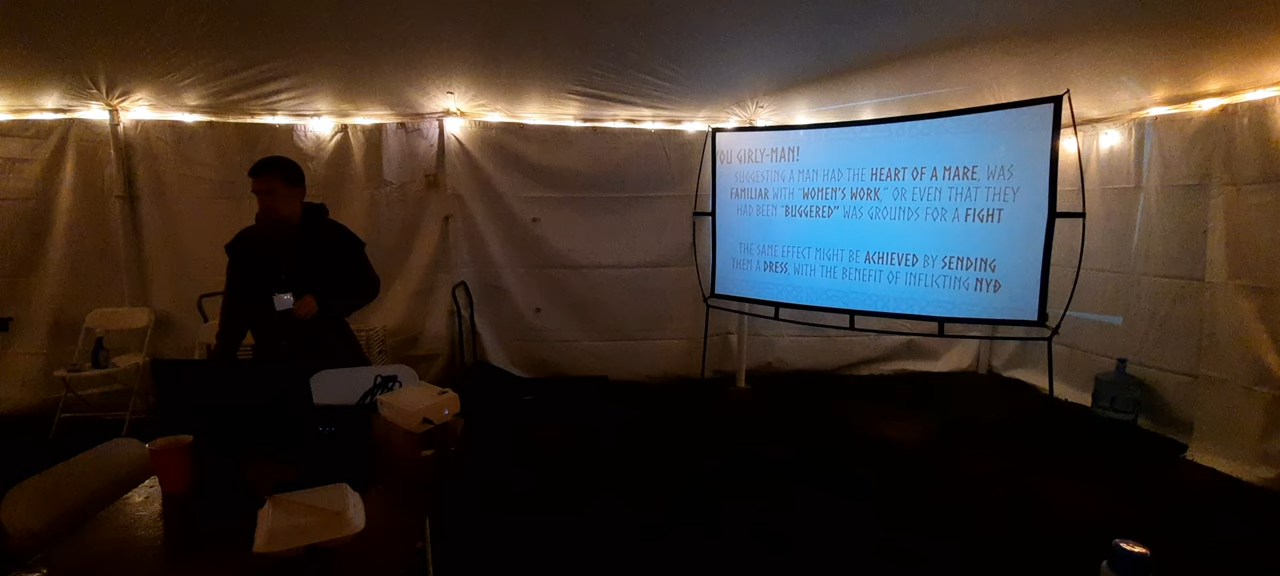 YOU GIRLY-MAN!
SUGGESTING A MAN HAD THE HEART OF A MARE, WAS
FAMILIAR WITH "WOMEN'S WORK," OR EVEN THAT THEY
HAD BEEN "BUGGERED" WAS GROUNDS FOR A FIGHT
THE SAME EFFECT MIGHT BE ACHIEVED BY SENDING
THEM A DRESS, WITH THE BENEFIT OF INFLICTING NYÐ